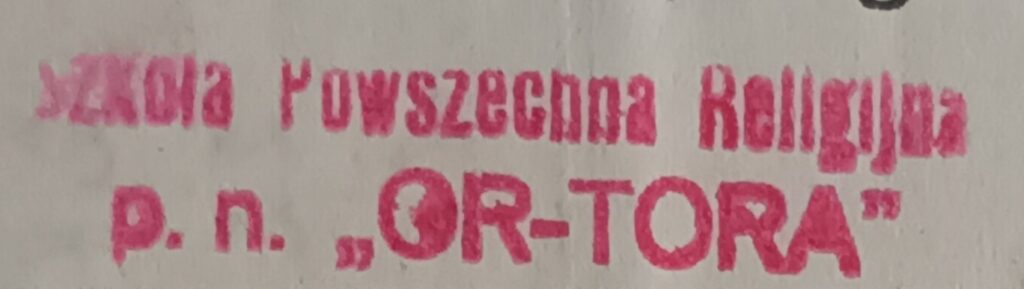 Szkoła Powszechna Religijna
p. n. „OR-TORA”